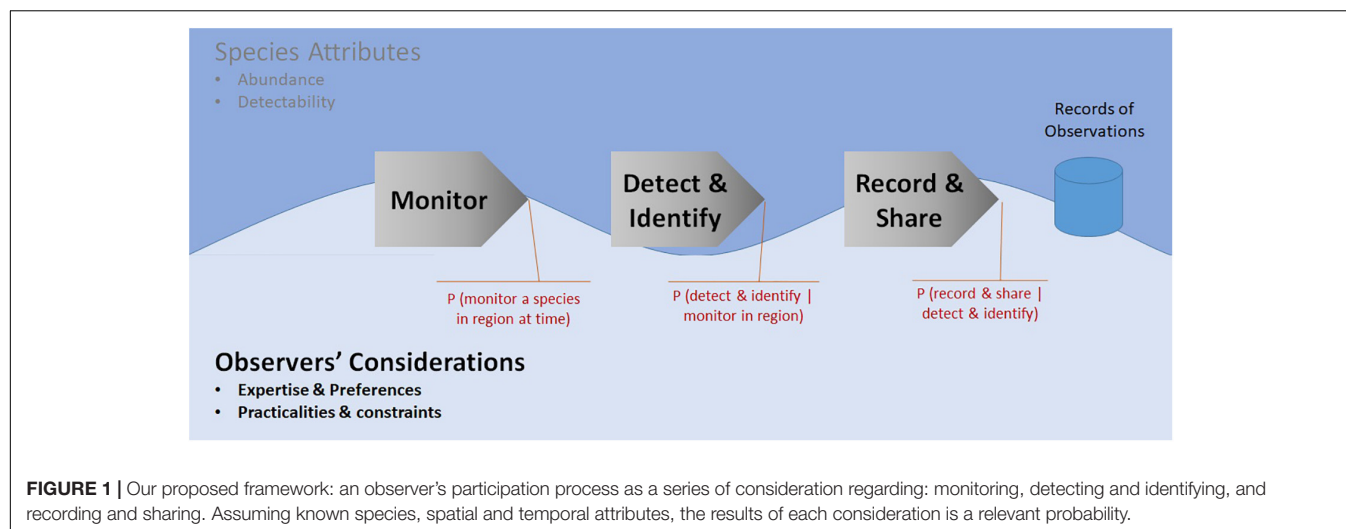 Species Attributes
• Abundance
• Detectability
Records of
Observations
Monitor
Detect &
Identify
Record &
Share
P (monitor a species
in region at time)
P (detect & identify |
monitor in region)
P (record & share |
detect & identify)
Observers' Considerations
• Expertise & Preferences
• Practicalities & constraints
FIGURE 1 | Our proposed framework: an observer's participation process as a series of consideration regarding: monitoring, detecting and identifying, and
recording and sharing. Assuming known species, spatial and temporal attributes, the results of each consideration is a relevant probability.